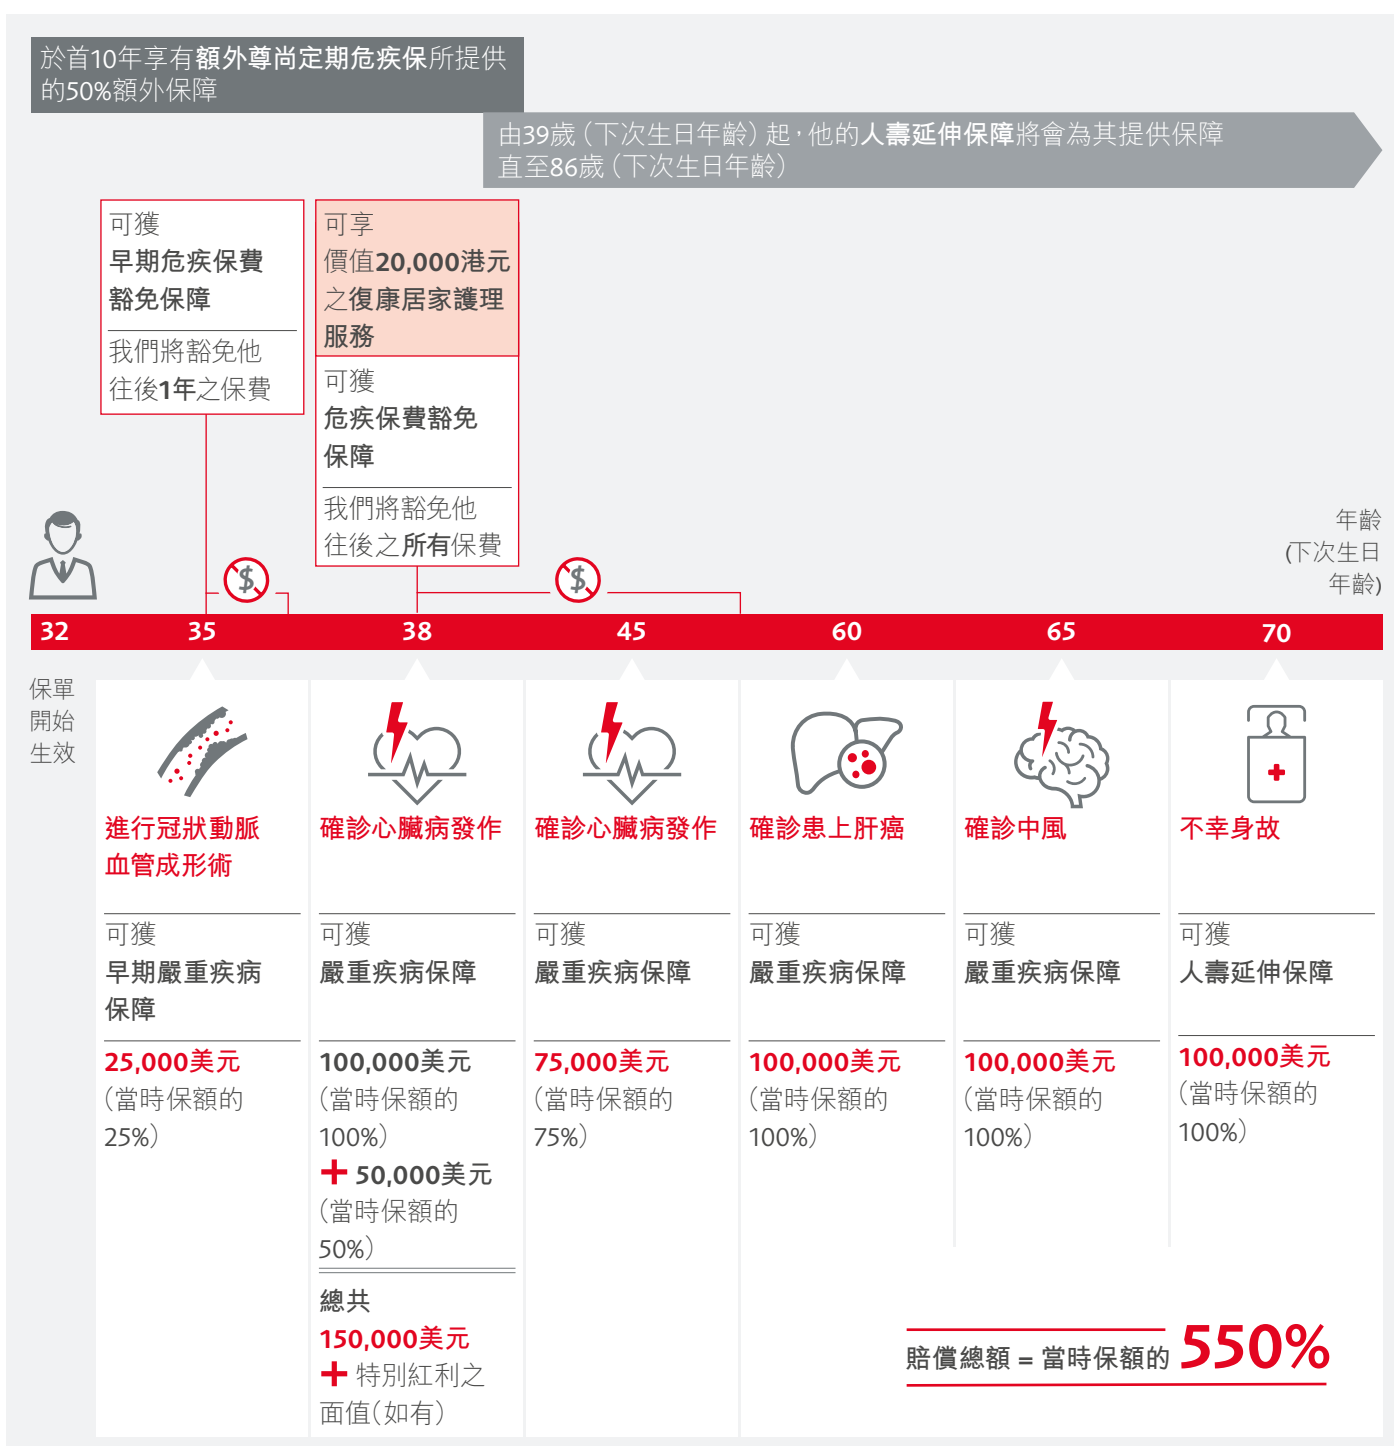 於首10年享有額外尊尚定期危疾保所提供
的50%額外保障
由39歲（下次生日年齡）起，他的人壽延伸保障將會為其提供保障
直至86歲（下次生日年齡）
可獲
早期危疾保費
豁免保障
我們將豁免他
往後1年之保費
可享
價值20,000港元
之復康居家護理
服務
可獲
危疾保費豁免
保障
我們將豁免他
往後之所有保費
年齡
(下次生日
年齡)
$
$
32 35 38 45 60 65 70
保單
開始
生效
進行冠狀動脈
血管成形術
可獲
早期嚴重疾病
保障
25,000美元
（當時保額的
25%）
確診心臟病發作
可獲
嚴重疾病保障
100,000美元
（當時保額的
100%）
+ 50,000美元
（當時保額的
50%）
總共
150,000美元
+ 特別紅利之
面值（如有）
確診心臟病發作
可獲
嚴重疾病保障
75,000美元
（當時保額的
75%）
確診患上肝癌
可獲
嚴重疾病保障
100,000美元
（當時保額的
100%）
確診中風
可獲
嚴重疾病保障
100,000美元
（當時保額的
100%）
不幸身故
可獲
人壽延伸保障
100,000美元
（當時保額的
100%）
賠償總額 = 當時保額的 550%